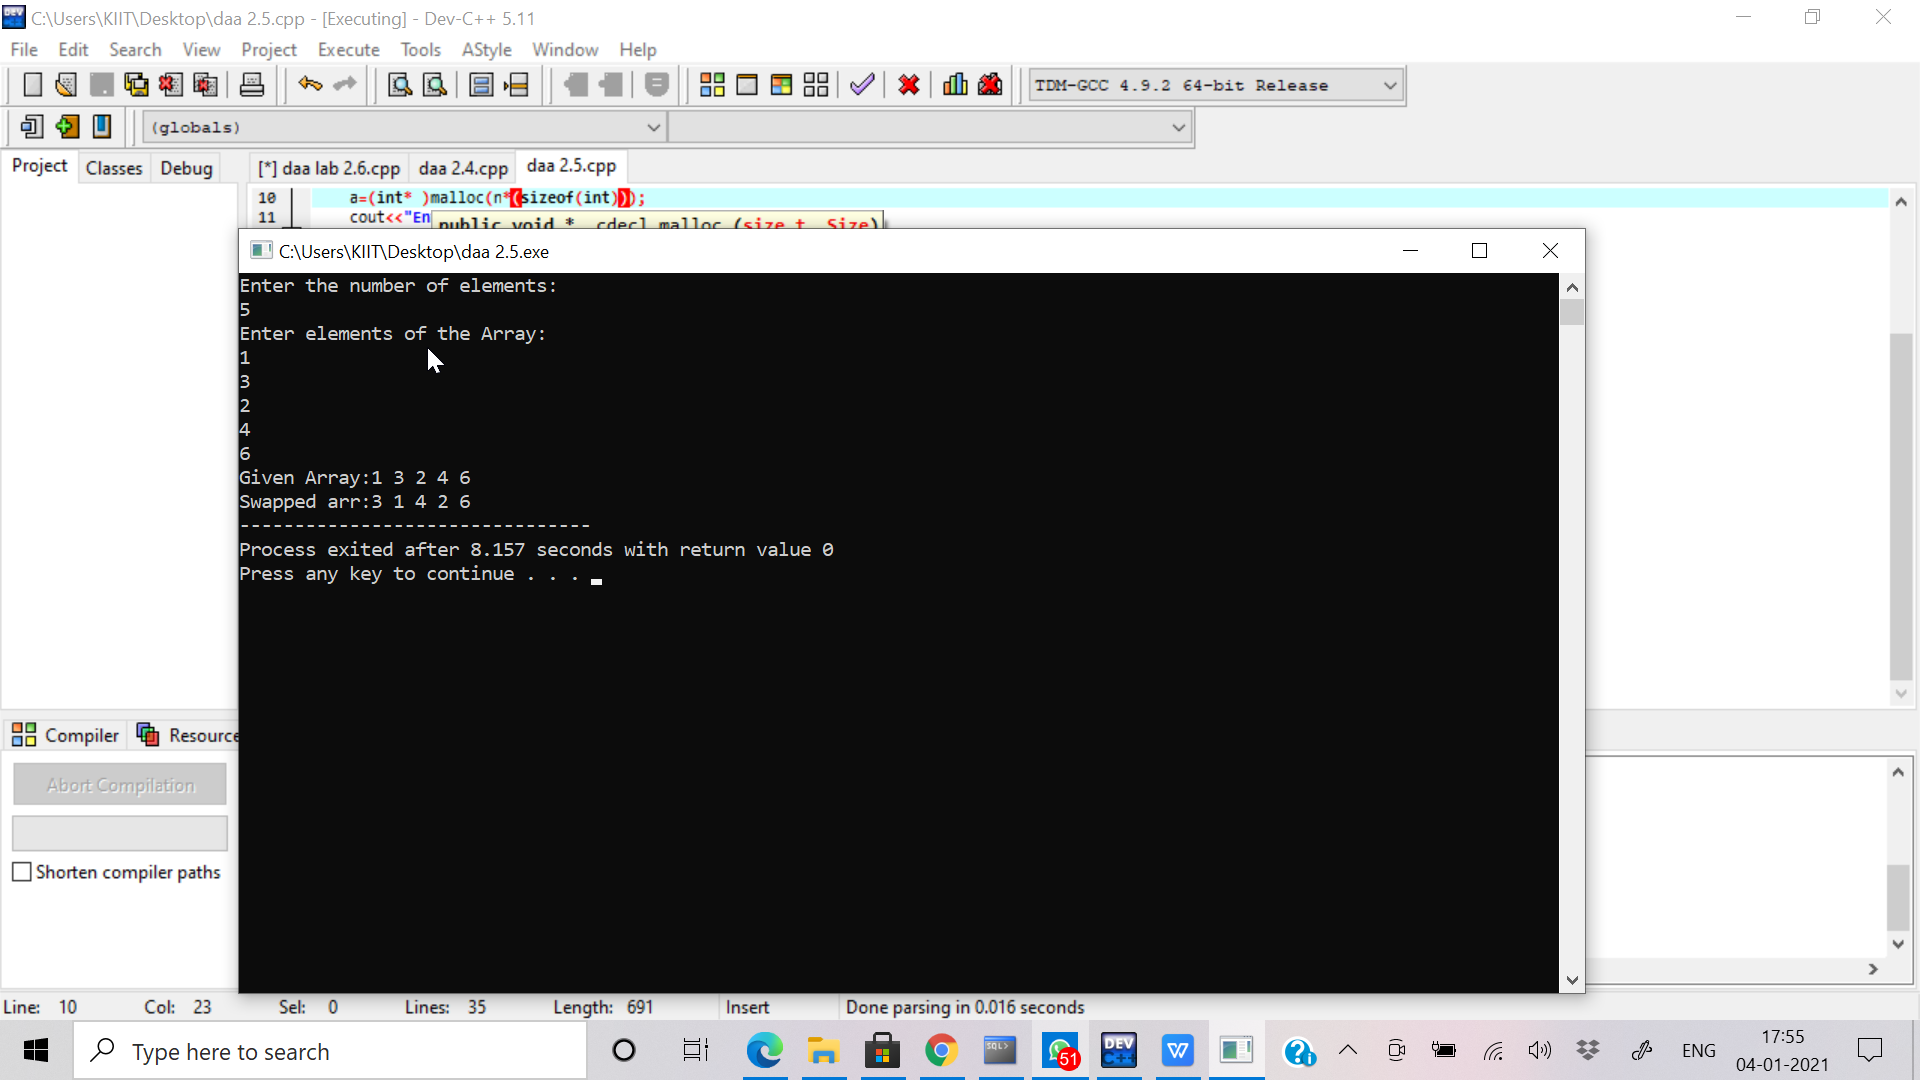 C:\Users\KIIT\Desktop\daa 2.5.cpp - [Executing] - Dev-C++ 5.11
File Edit Search View Project Execute Tools AStyle Window Help
TDM-GCC 4.9.2 64-bit Release
(globals)
Project Classes Debug
[*] daa lab 2.6.cpp daa 2.4.cpp daa 2.5.cpp
10 a=(int* )malloc(n*(sizeof(int)));
11 cout<<"En
public void * cdecl malloc (size_t Size)
C:\Users\KIIT\Desktop\daa 2.5.exe
Enter the number of elements:
5
Enter elements of the Array:
1
3
2
4
6
Given Array:1 3 2 4 6
Swapped arr:3 1 4 2 6
--------------------------------
Process exited after 8.157 seconds with return value 0
Press any key to continue . . .
Compiler Resource
Abort Compilation
Shorten compiler paths
Line: 10 Col: 23 Sel: 0 Lines: 35 Length: 691 Insert Done parsing in 0.016 seconds
Type here to search
SQL>
51
DEV
C++
W
ENG
17:55
04-01-2021